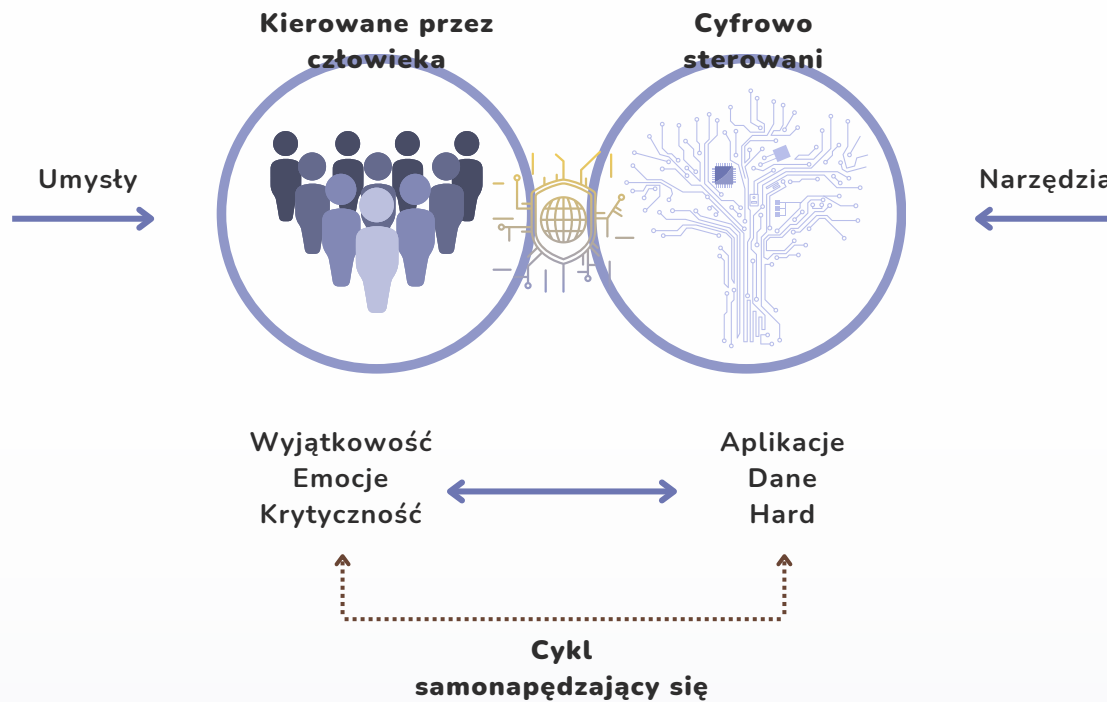 Kierowane przez
człowieka
Cyfrowo
sterowani
Umysły
Narzędzia
Wyjątkowość
Emocje
Krytyczność
Aplikacje
Dane
Hard
Cykl
samonapędzający się